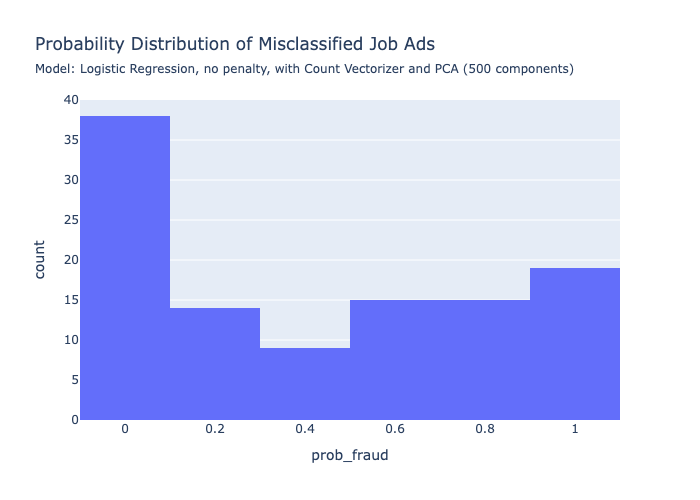 Probability Distribution of Misclassified Job Ads
Model: Logistic Regression, no penalty, with Count Vectorizer and PCA (500 components)
40
35
30
25
20
15
10
5
0
count
0 0.2 0.4 0.6 0.8 1
prob_fraud